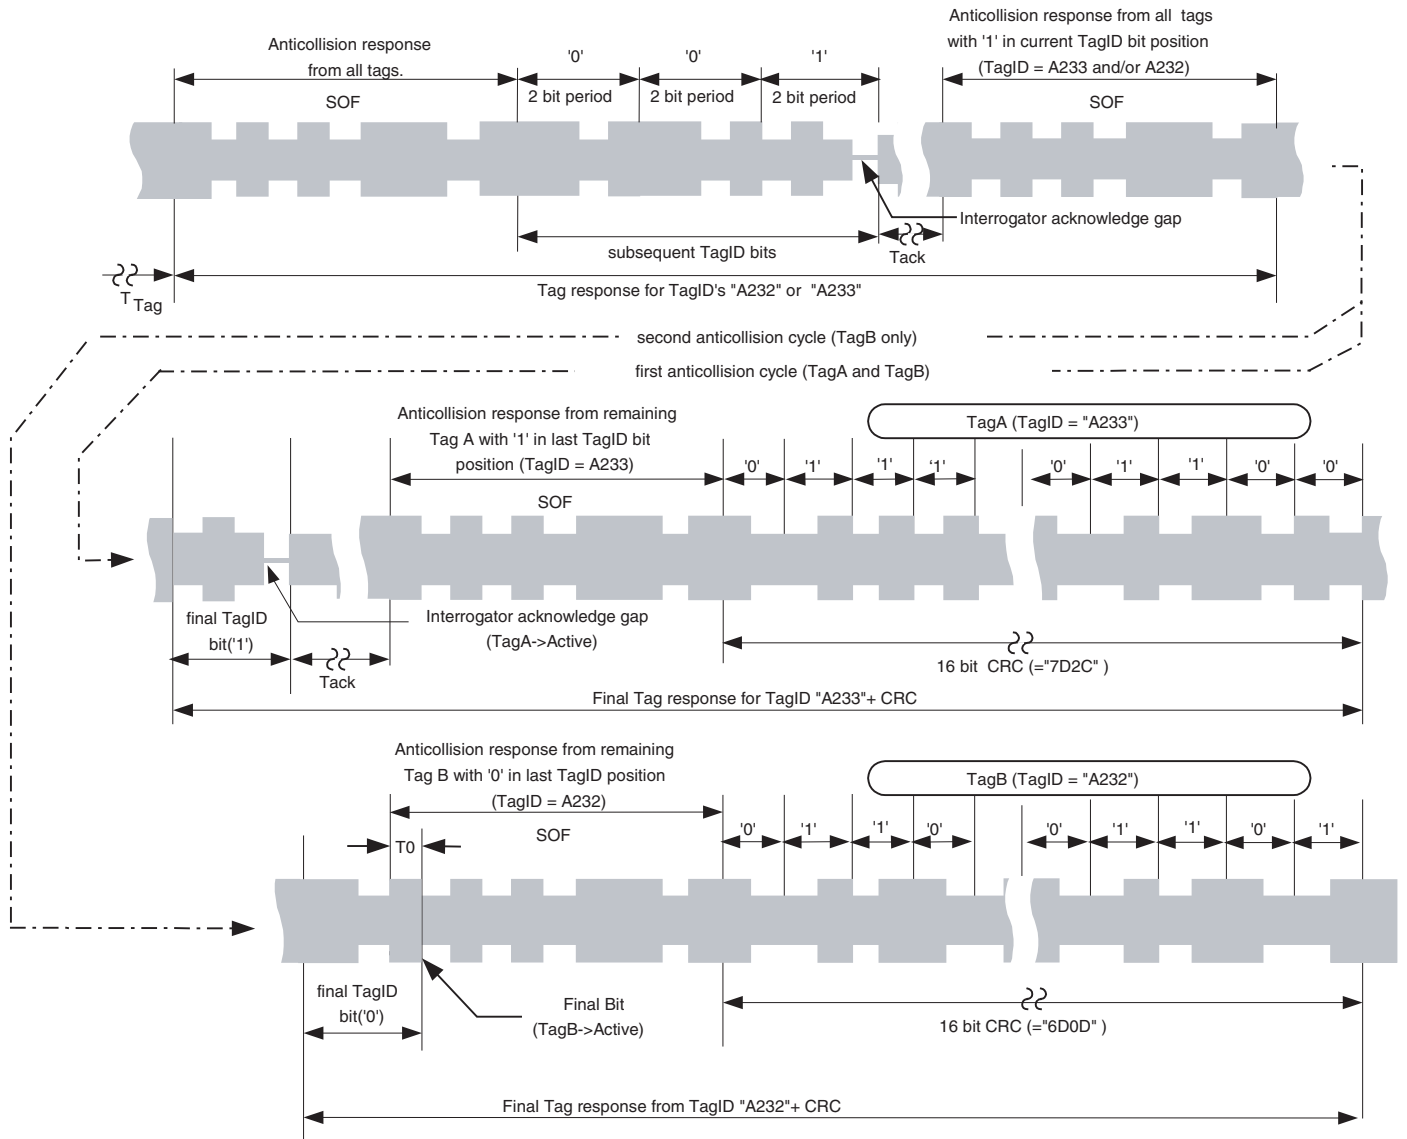 Anticollision response
from all tags.
SOF
'0'
2 bit period
'0'
2 bit period
'1'
2 bit period
Anticollision response from all tags
with '1' in current TagID bit position
(TagID = A233 and/or A232)
SOF
Interrogator acknowledge gap
subsequent TagID bits
Tack
T Tag
Tag response for TagID's "A232" or "A233"
second anticollision cycle (TagB only)
first anticollision cycle (TagA and TagB)
Anticollision response from remaining
Tag A with '1' in last TagID bit
position (TagID = A233)
SOF
TagA (TagID = "A233")
'0' '1' '1' '1' '0' '1' '1' '0' '0'
final TagID
bit('1')
Interrogator acknowledge gap
(TagA->Active)
Tack
16 bit CRC (="7D2C" )
Final Tag response for TagID "A233"+ CRC
Anticollision response from remaining
Tag B with '0' in last TagID position
(TagID = A232)
T0
SOF
TagB (TagID = "A232")
'0' '1' '1' '0' '0' '1' '1' '0' '1'
final TagID
bit('0')
Final Bit
(TagB->Active)
16 bit CRC (="6D0D" )
Final Tag response from TagID "A232"+ CRC